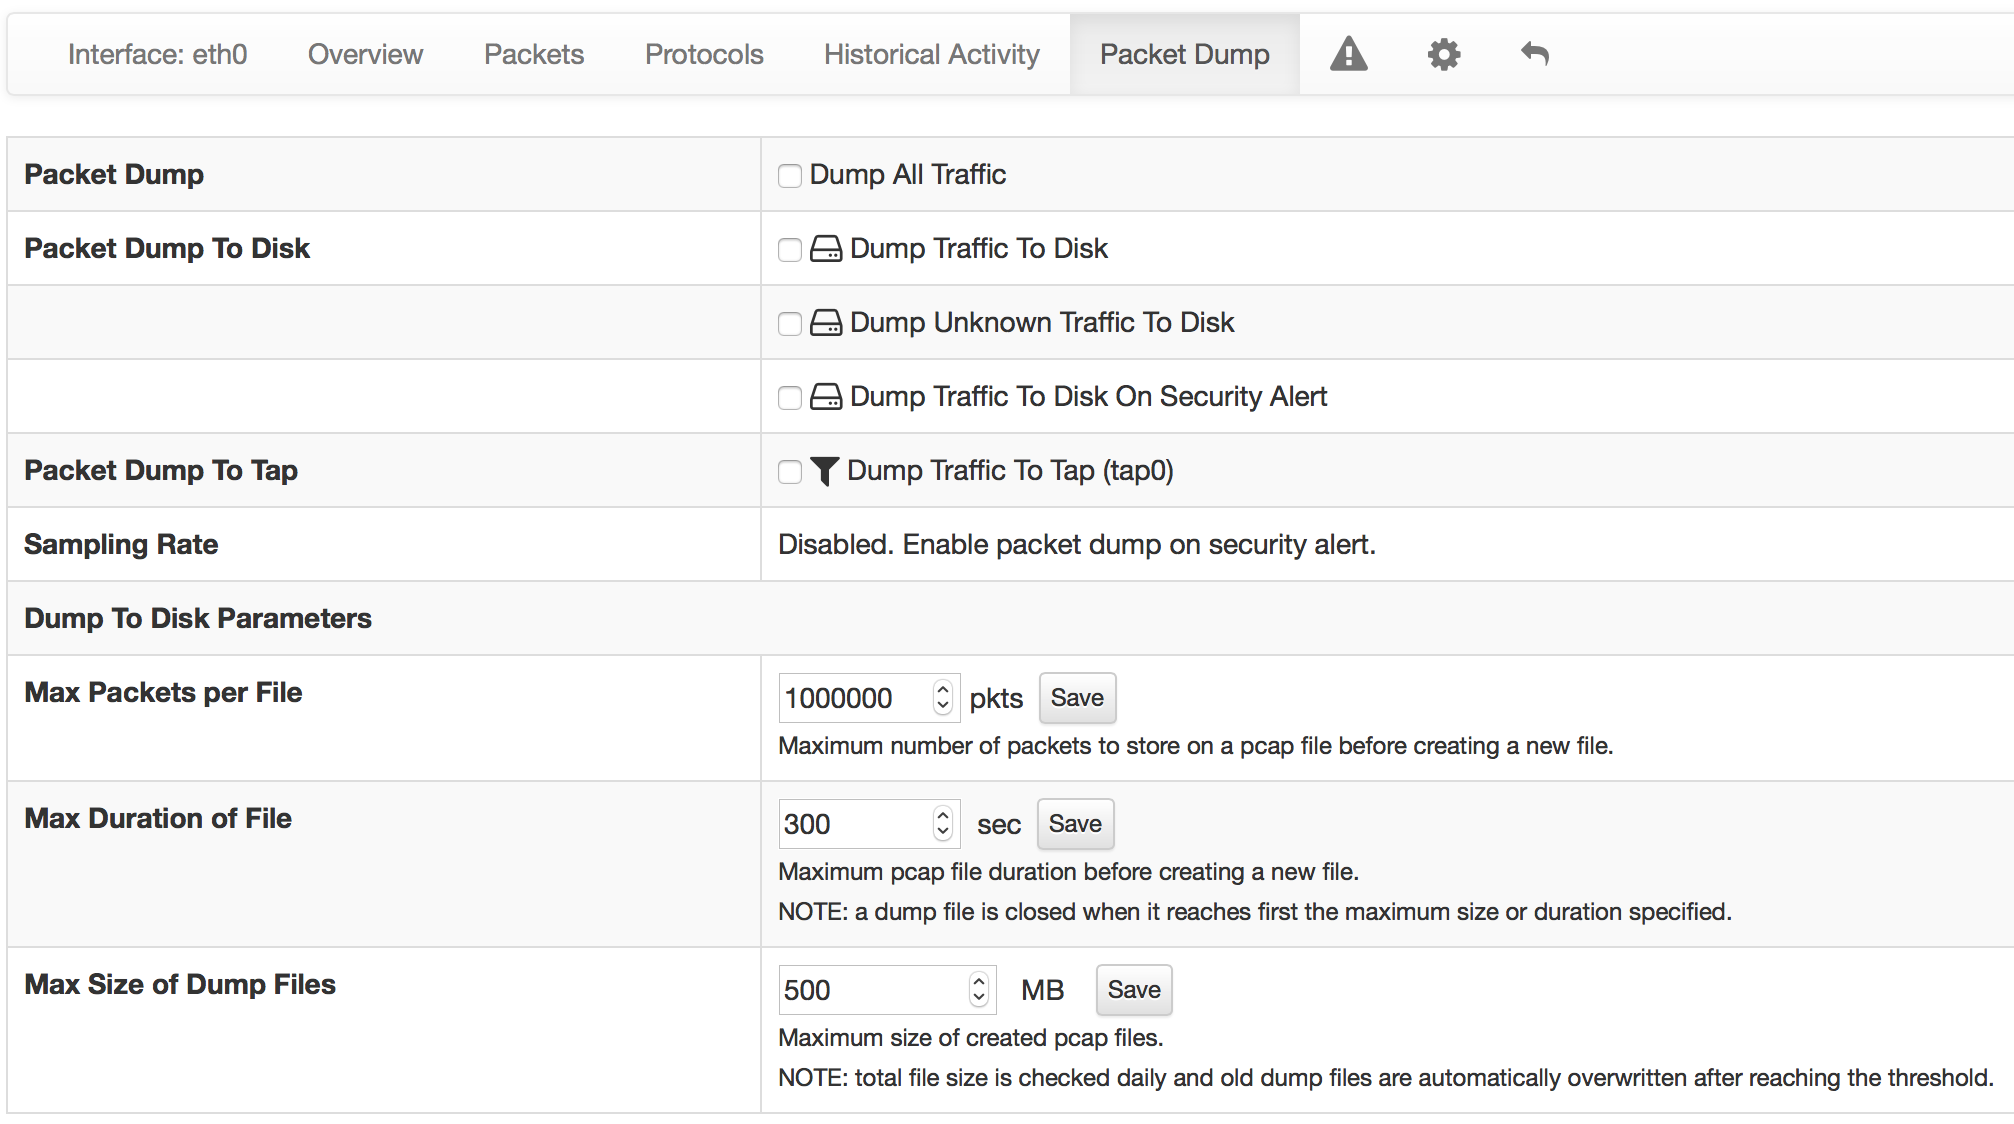 Interface: eth0 Overview Packets Protocols Historical Activity Packet Dump
Packet Dump Dump All Traffic
Packet Dump To Disk Dump Traffic To Disk
Dump Unknown Traffic To Disk
Dump Traffic To Disk On Security Alert
Packet Dump To Tap Dump Traffic To Tap (tap0)
Sampling Rate Disabled. Enable packet dump on security alert.
Dump To Disk Parameters
Max Packets per File 1000000 pkts Save
Maximum number of packets to store on a pcap file before creating a new file.
Max Duration of File 300 sec Save
Maximum pcap file duration before creating a new file.
NOTE: a dump file is closed when it reaches first the maximum size or duration specified.
Max Size of Dump Files 500 MB Save
Maximum size of created pcap files.
NOTE: total file size is checked daily and old dump files are automatically overwritten after reaching the threshold.